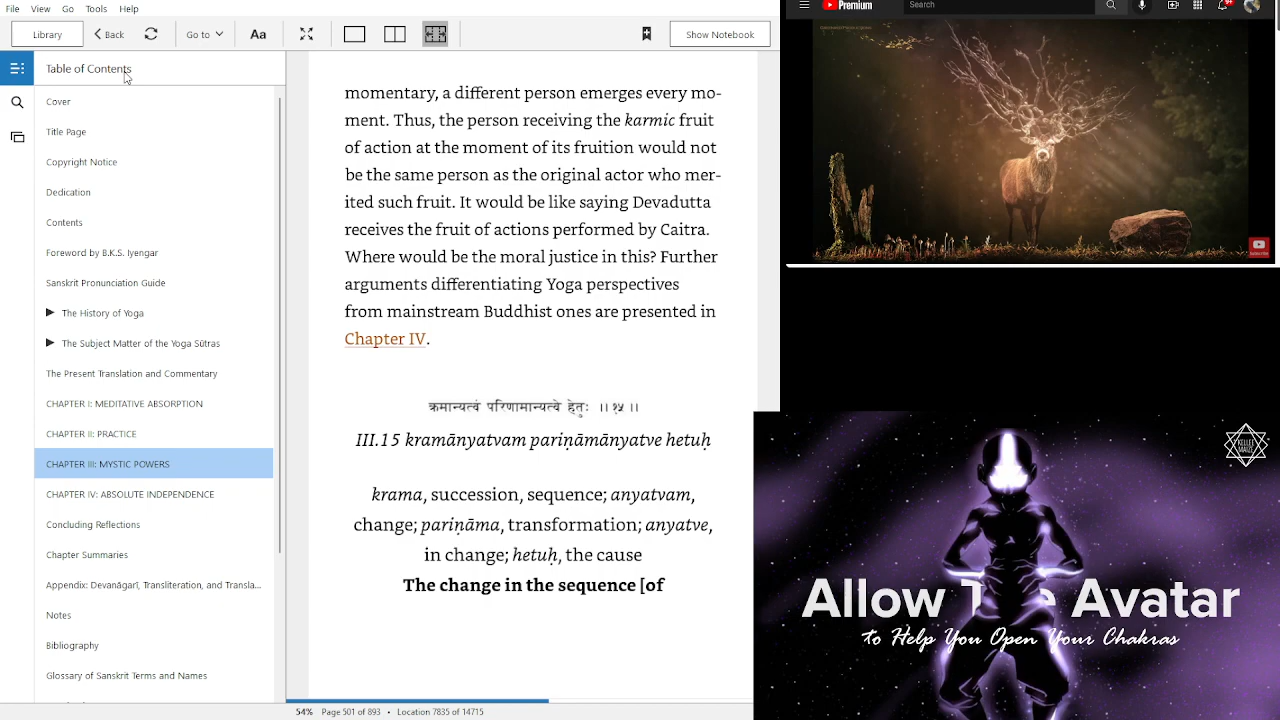 File View Go Tools Help
Library
Back
Go to
Aa
Show Notebook
Table of Contents
Cover
Title Page
Copyright Notice
Dedication
Contents
Foreword by B.K.S. Iyengar
Sanskrit Pronunciation Guide
The History of Yoga
The Subject Matter of the Yoga Sūtras
The Present Translation and Commentary
CHAPTER I: MEDITATIVE ABSORPTION
CHAPTER II: PRACTICE
CHAPTER III: MYSTIC POWERS
CHAPTER IV: ABSOLUTE INDEPENDENCE
Concluding Reflections
Chapter Summaries
Appendix: Devanāgarī, Transliteration, and Transla...
Notes
Bibliography
Glossary of Sanskrit Terms and Names
momentary, a different person emerges every mo-
ment. Thus, the person receiving the karmic fruit
of action at the moment of its fruition would not
be the same person as the original actor who mer-
ited such fruit. It would be like saying Devadutta
receives the fruit of actions performed by Caitra.
Where would be the moral justice in this? Further
arguments differentiating Yoga perspectives
from mainstream Buddhist ones are presented in
Chapter IV.
क्रमान्यत्वं परिणामान्यत्वे हेतुः ॥१५॥
III.15 kramānyatvam pariṇāmānyatve hetuḥ
krama, succession, sequence; anyatvam,
change; pariṇāma, transformation; anyatve,
in change; hetuḥ, the cause
The change in the sequence [of
54% Page 501 of 893 • Location 7835 of 14715
Premium
Search
9+
Subscribe
Allow T e Avatar
to Help You Open Your Chakras